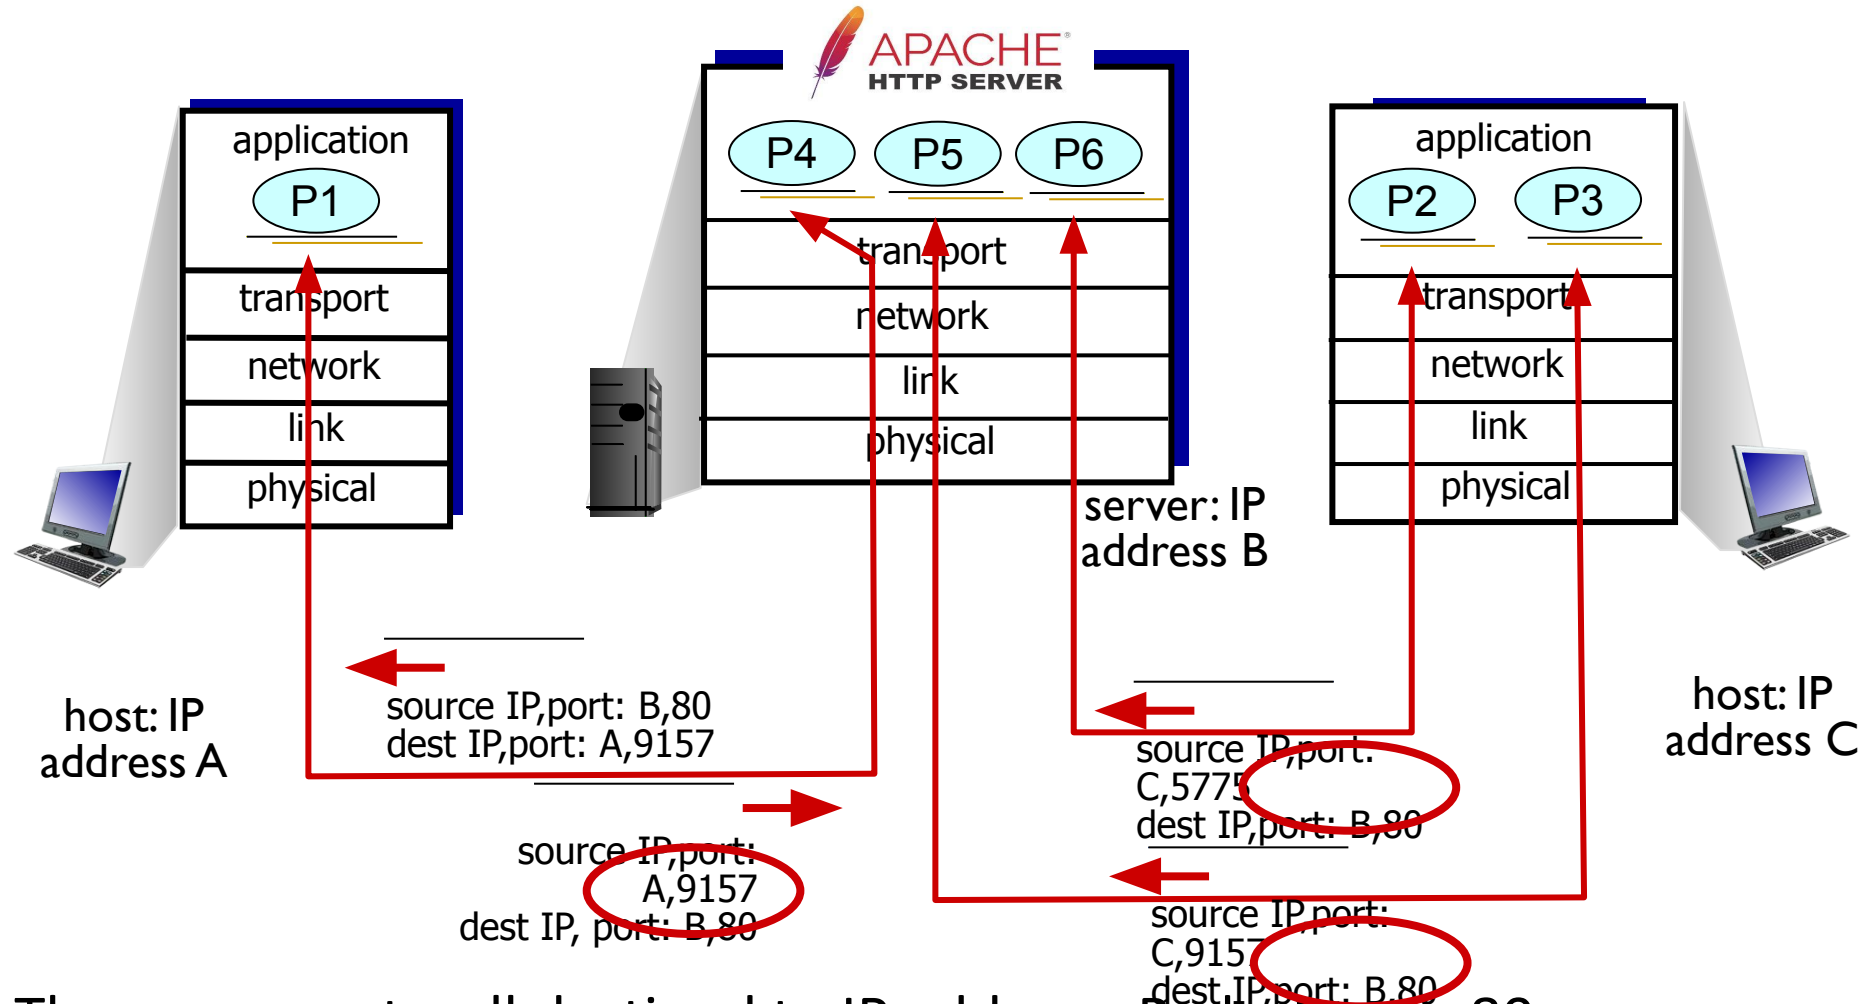 APACHE®
HTTP SERVER
application
P1
transport
network
link
physical
P4
P5
P6
transport
network
link
physical
application
P2
P3
transport
network
link
physical
server: IP
address B
host: IP
address A
source IP,port: B,80
dest IP,port: A,9157
source IP,port:
A,9157
dest IP, port: B,80
source IP,port:
C,5775
dest IP,port: B,80
source IP,port:
C,9157
dest IP,port: B,80
host: IP
address C